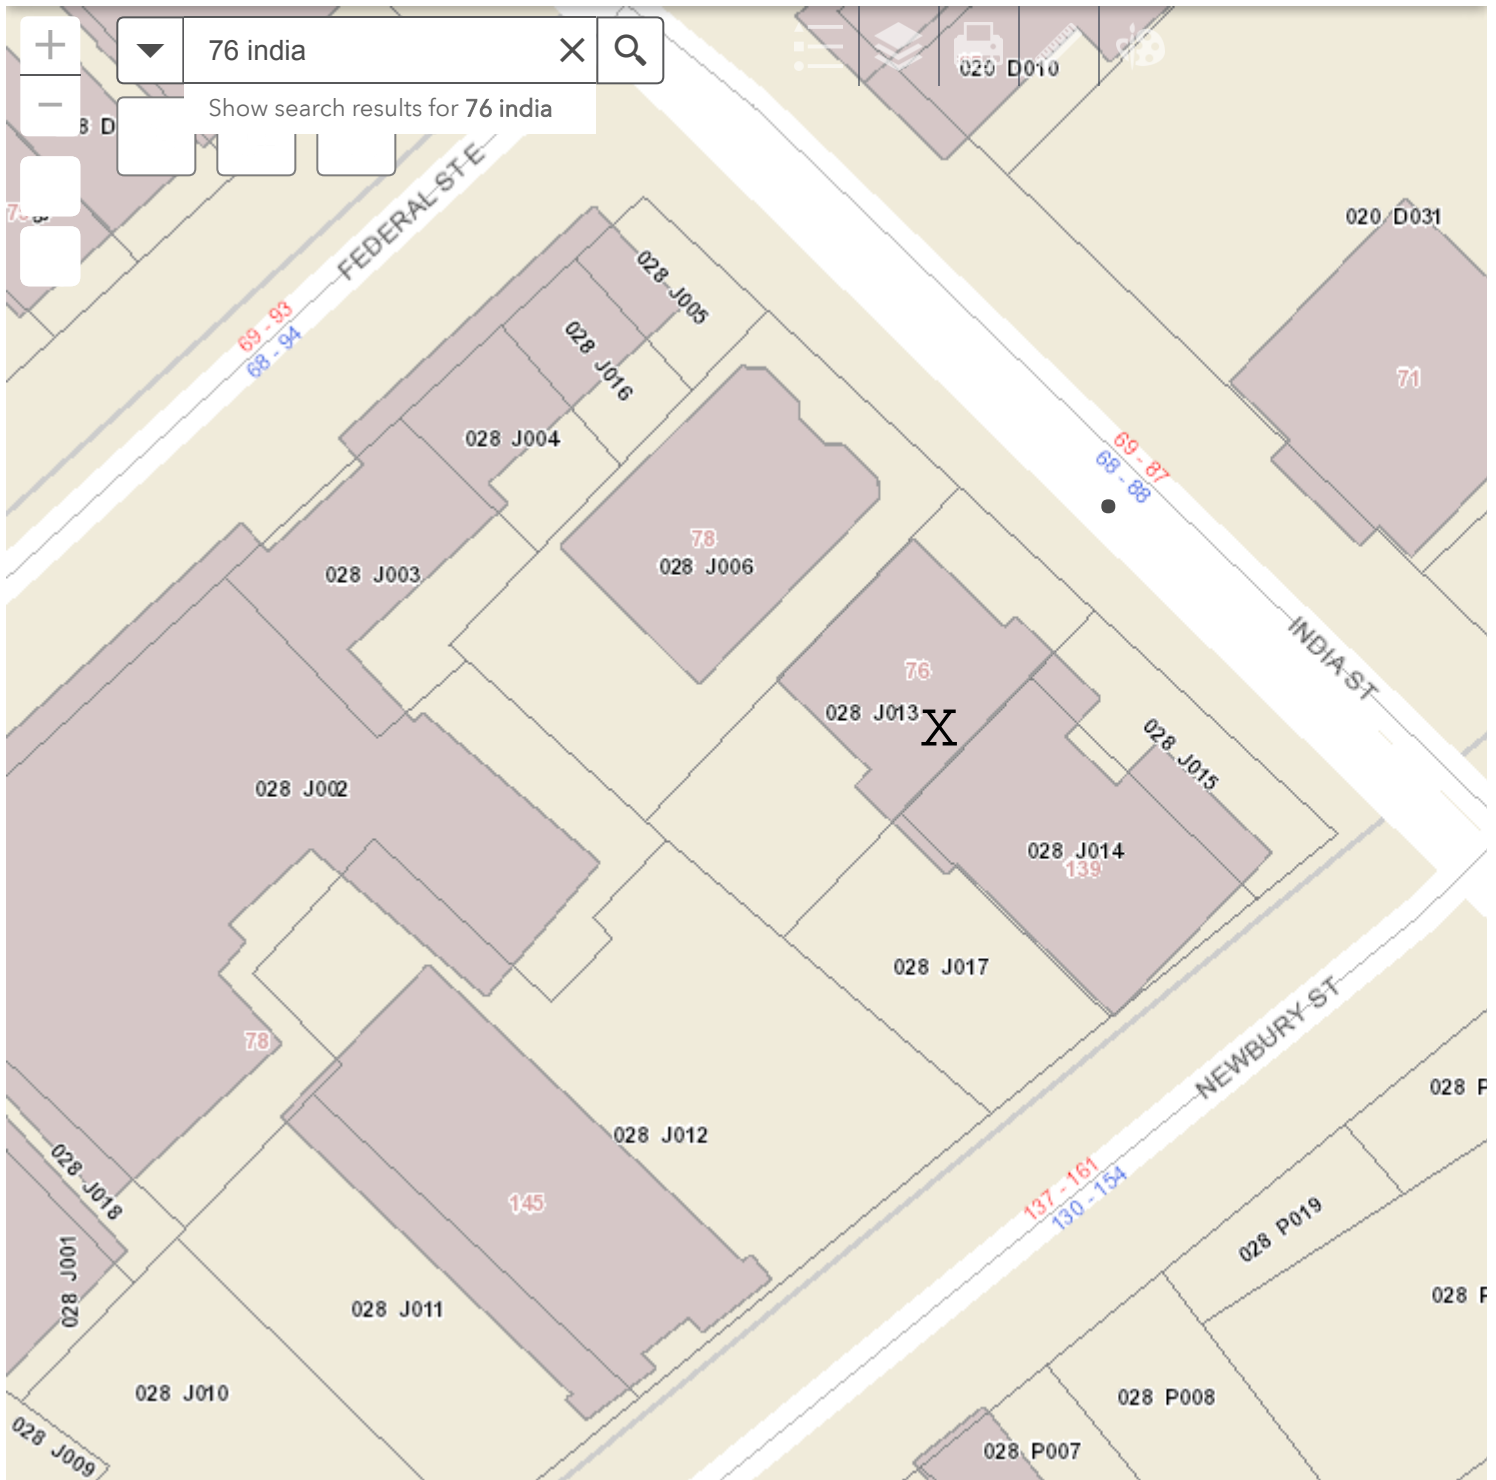 76 india
Show search results for 76 india
020 D010
8 D
FEDERAL ST E
020 D031
028 J005
69 - 93
68 - 94
028 J016
71
028 J004
69 - 87
68 - 88
78
028 J006
028 J003
INDIA ST
76
028 J013
X
028 J015
028 J002
028 J014
139
028 J017
NEWBURY ST
78
028 P
028 J012
028 J018
137 - 161
130 - 154
145
028 P019
028 J001
028 P
028 J011
028 J010
028 P008
028 J009
028 P007